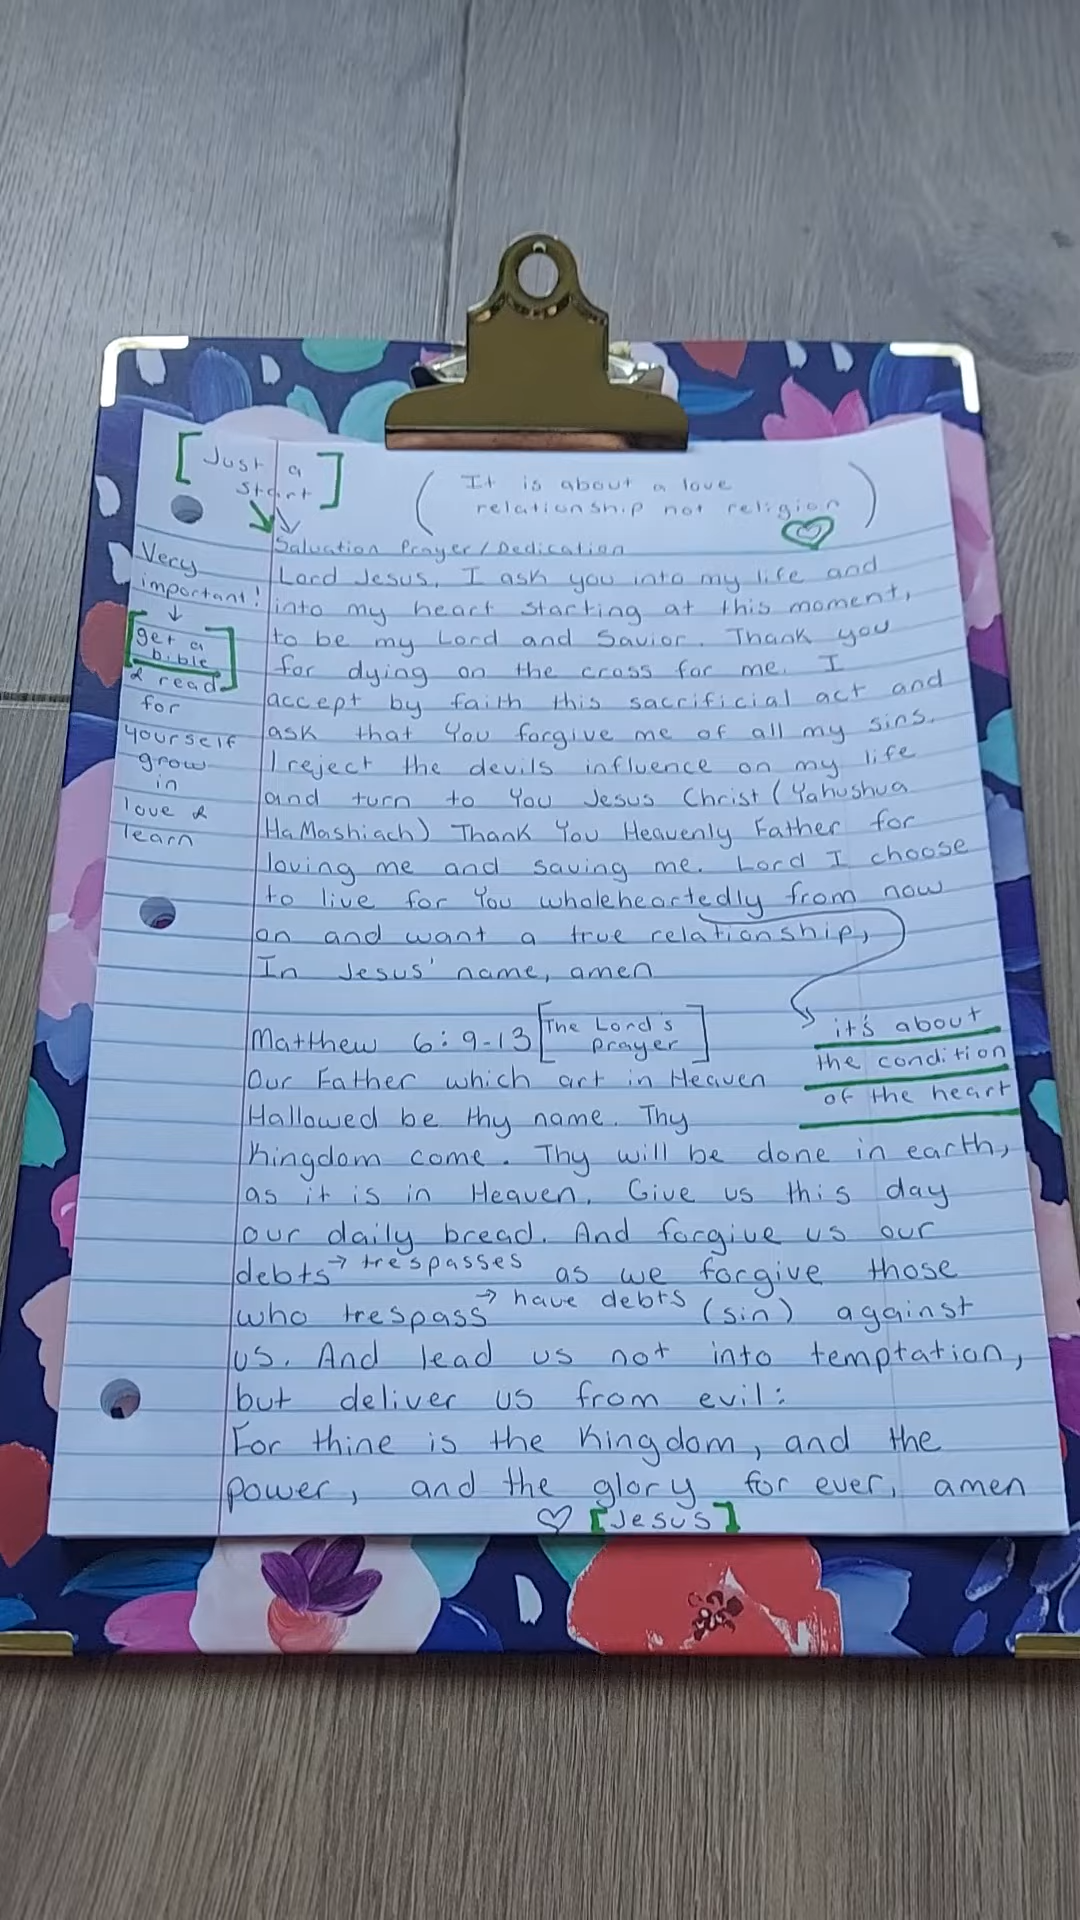 [Just a
start]
(It is about a love
relationship not religion)
Very
important!
get a
bible
& read
for
yourself
grow
in
love &
learn
Salvation Prayer/Dedication
Lord Jesus, I ask you into my life and
into my heart starting at this moment,
to be my Lord and Savior. Thank you
for dying on the cross for me. I
accept by faith this sacrificial act and
ask that You forgive me of all my sins.
I reject the devils influence on my life
and turn to You Jesus Christ (Yahushua
HaMashiach) Thank You Heavenly Father for
loving me and saving me. Lord I choose
to live for You wholeheartedly from now
on and want a true relationship,
In Jesus' name, amen
it's about
the condition
of the heart
Matthew 6:9-13 [The Lord's
Prayer]
Our Father which art in Heaven
Hallowed be thy name. Thy
Kingdom come. Thy will be done in earth,
as it is in Heaven. Give us this day
our daily bread. And forgive us our
debts → trespasses as we forgive those
who trespass → have debts (sin) against
us. And lead us not into temptation,
but deliver us from evil:
For thine is the Kingdom, and the
power, and the glory for ever, amen
♡ [Jesus]